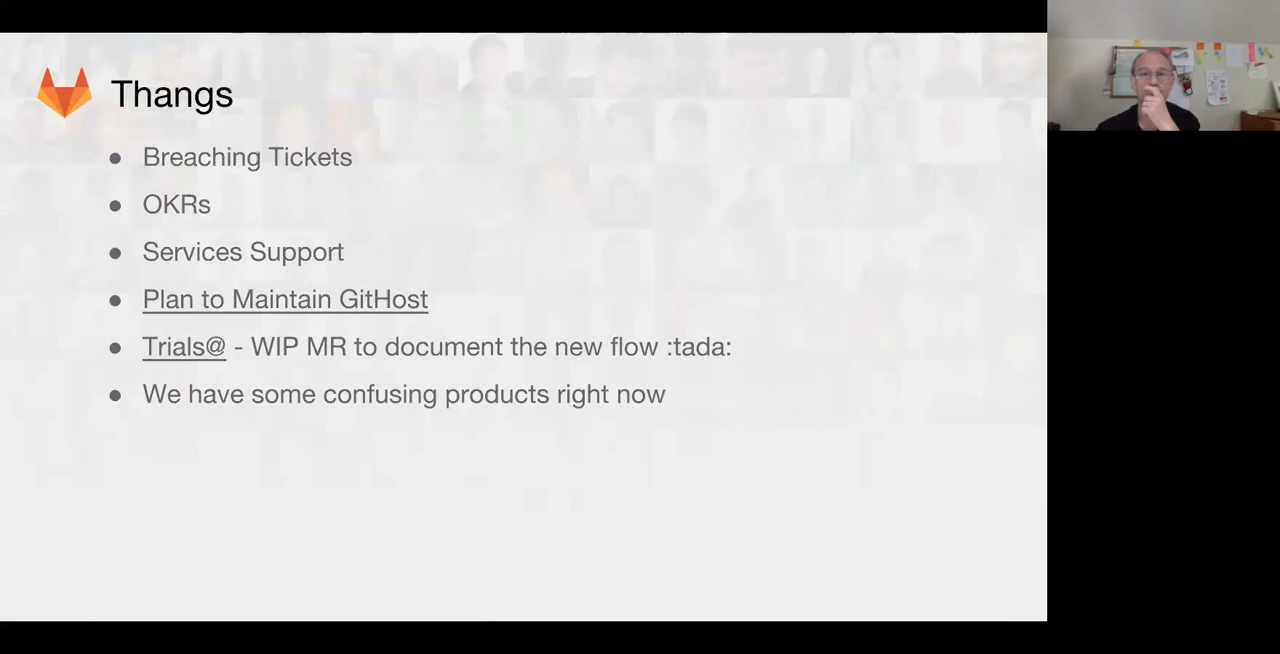 Thangs
● Breaching Tickets
● OKRs
● Services Support
● Plan to Maintain GitHost
● Trials@ - WIP MR to document the new flow :tada:
● We have some confusing products right now